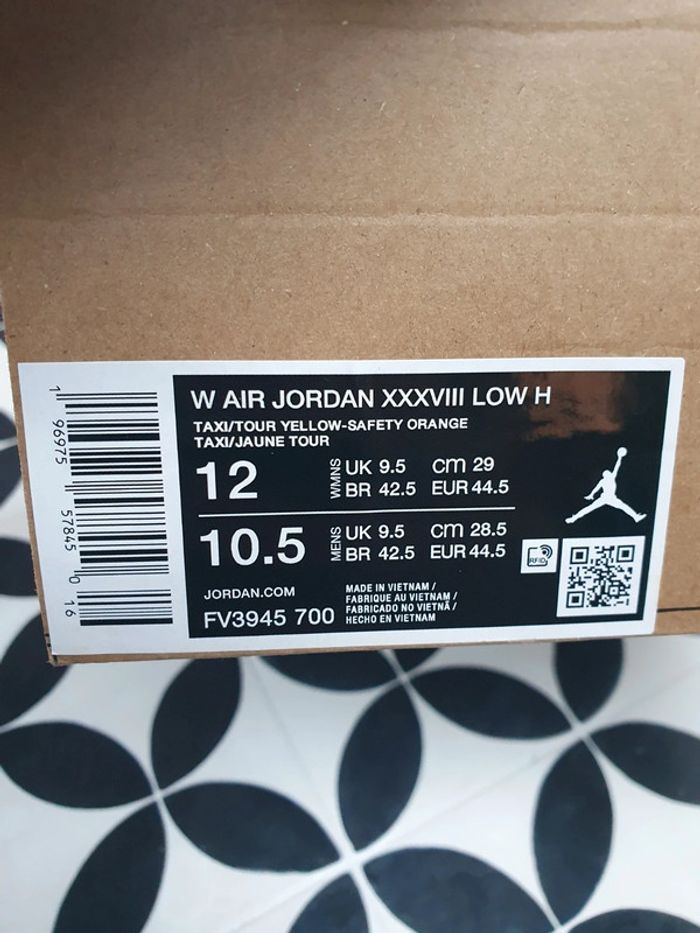 W AIR JORDAN XXXVIII LOW H
TAXI/TOUR YELLOW-SAFETY ORANGE
TAXI/JAUNE TOUR
12
WMNS
UK 9.5 cm 29
BR 42.5 EUR 44.5
10.5
MENS
UK 9.5 cm 28.5
BR 42.5 EUR 44.5
JORDAN.COM
FV3945 700
MADE IN VIETNAM /
FABRIQUE AU VIETNAM /
FABRICADO NO VIETNÃ /
HECHO EN VIETNAM
RFID
1 96975 57845 0 16